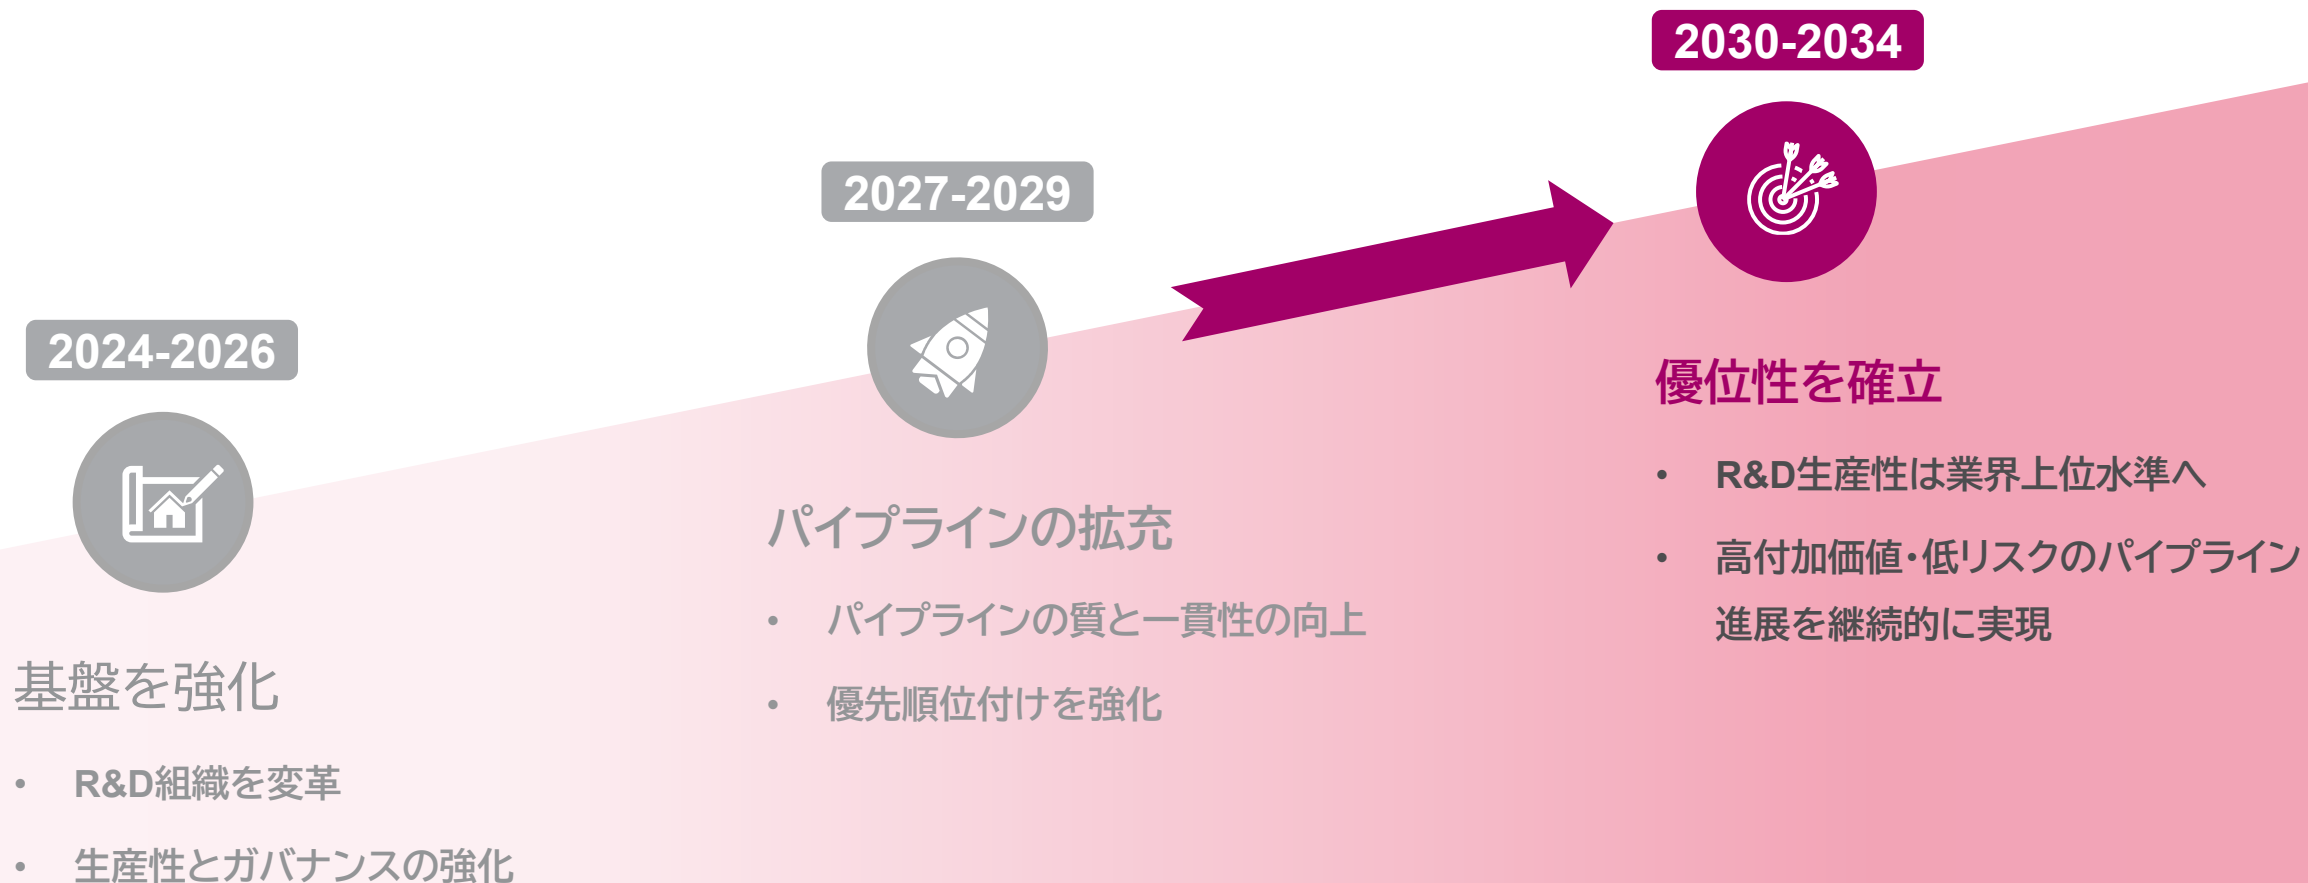 2024-2026
基盤を強化
• R&D組織を変革
• 生産性とガバナンスの強化
2027-2029
パイプラインの拡充
• パイプラインの質と一貫性の向上
• 優先順位付けを強化
2030-2034
優位性を確立
• R&D生産性は業界上位水準へ
• 高付加価値・低リスクのパイプライン
進展を継続的に実現